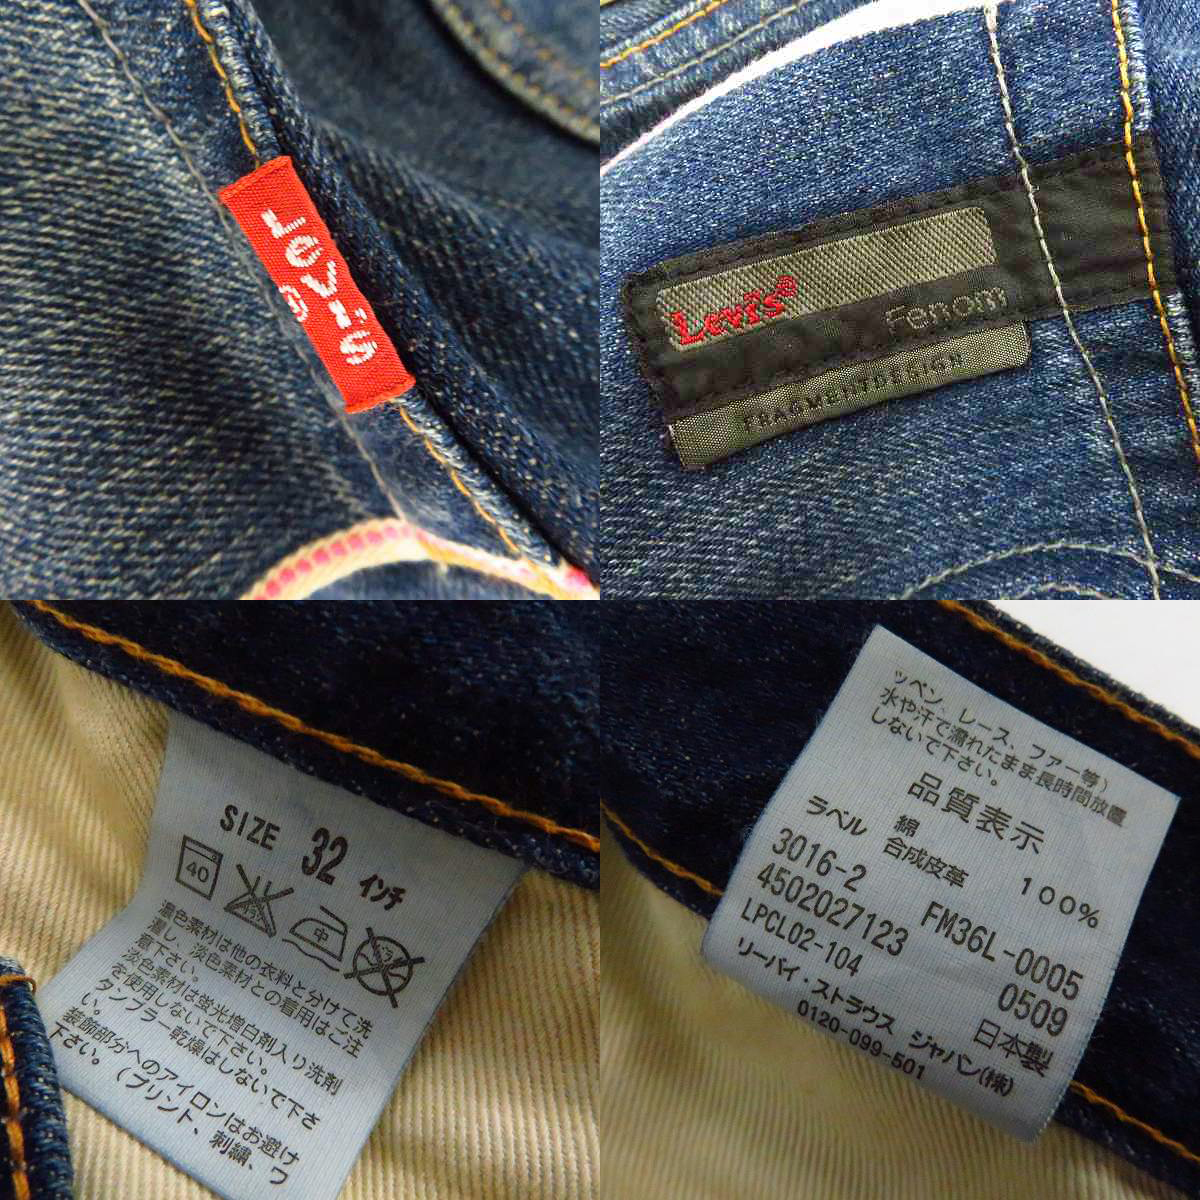 Levi's
®
Levi's®
Fenom
FRAGMENTDESIGN
SIZE 32 インチ
40
中
濃色素材は他の衣料と分けて洗
濯し、淡色素材との着用はご注
意下さい。
淡色素材は蛍光増白剤入り洗剤
を使用しないで下さい。
タンブラー乾燥はしないで下さ
い。
装飾部分へのアイロンはお避け
下さい。(プリント、刺繍、ワ
ッペン、レース、ファー等)
水や汗で濡れたまま長時間放置
しないで下さい。
品質表示
綿 100%
ラベル 合成皮革
3016-2 FM36L-0005
4502027123 0509
LPCL02-104 日本製
リーバイ・ストラウス ジャパン(株)
0120-099-501